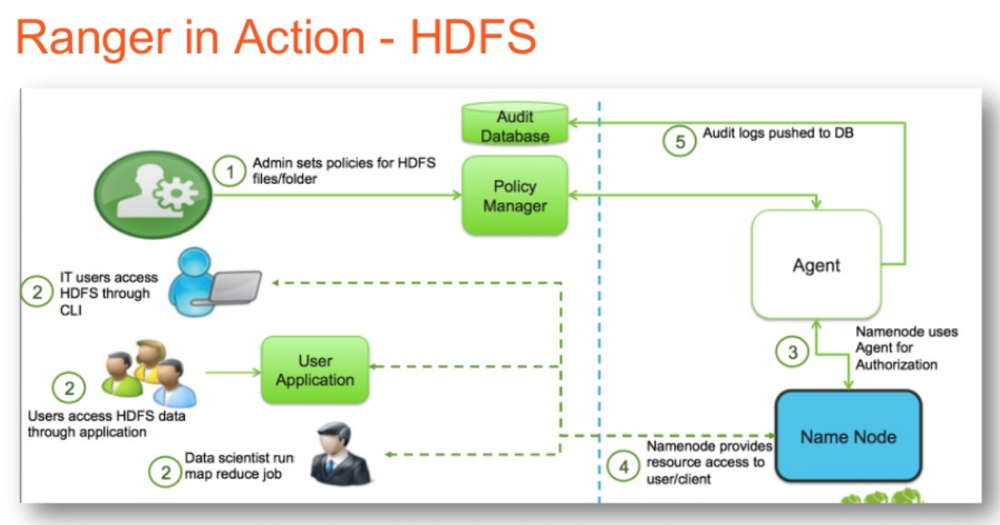 Ranger in Action - HDFS
Audit
Database
5
Audit logs pushed to DB
1
Admin sets policies for HDFS
files/folder
Policy
Manager
Agent
2
IT users access
HDFS through
CLI
3
Namenode uses
Agent for
Authorization
User
Application
2
Users access HDFS data
through application
Name Node
2
Data scientist run
map reduce job
4
Namenode provides
resource access to
user/client